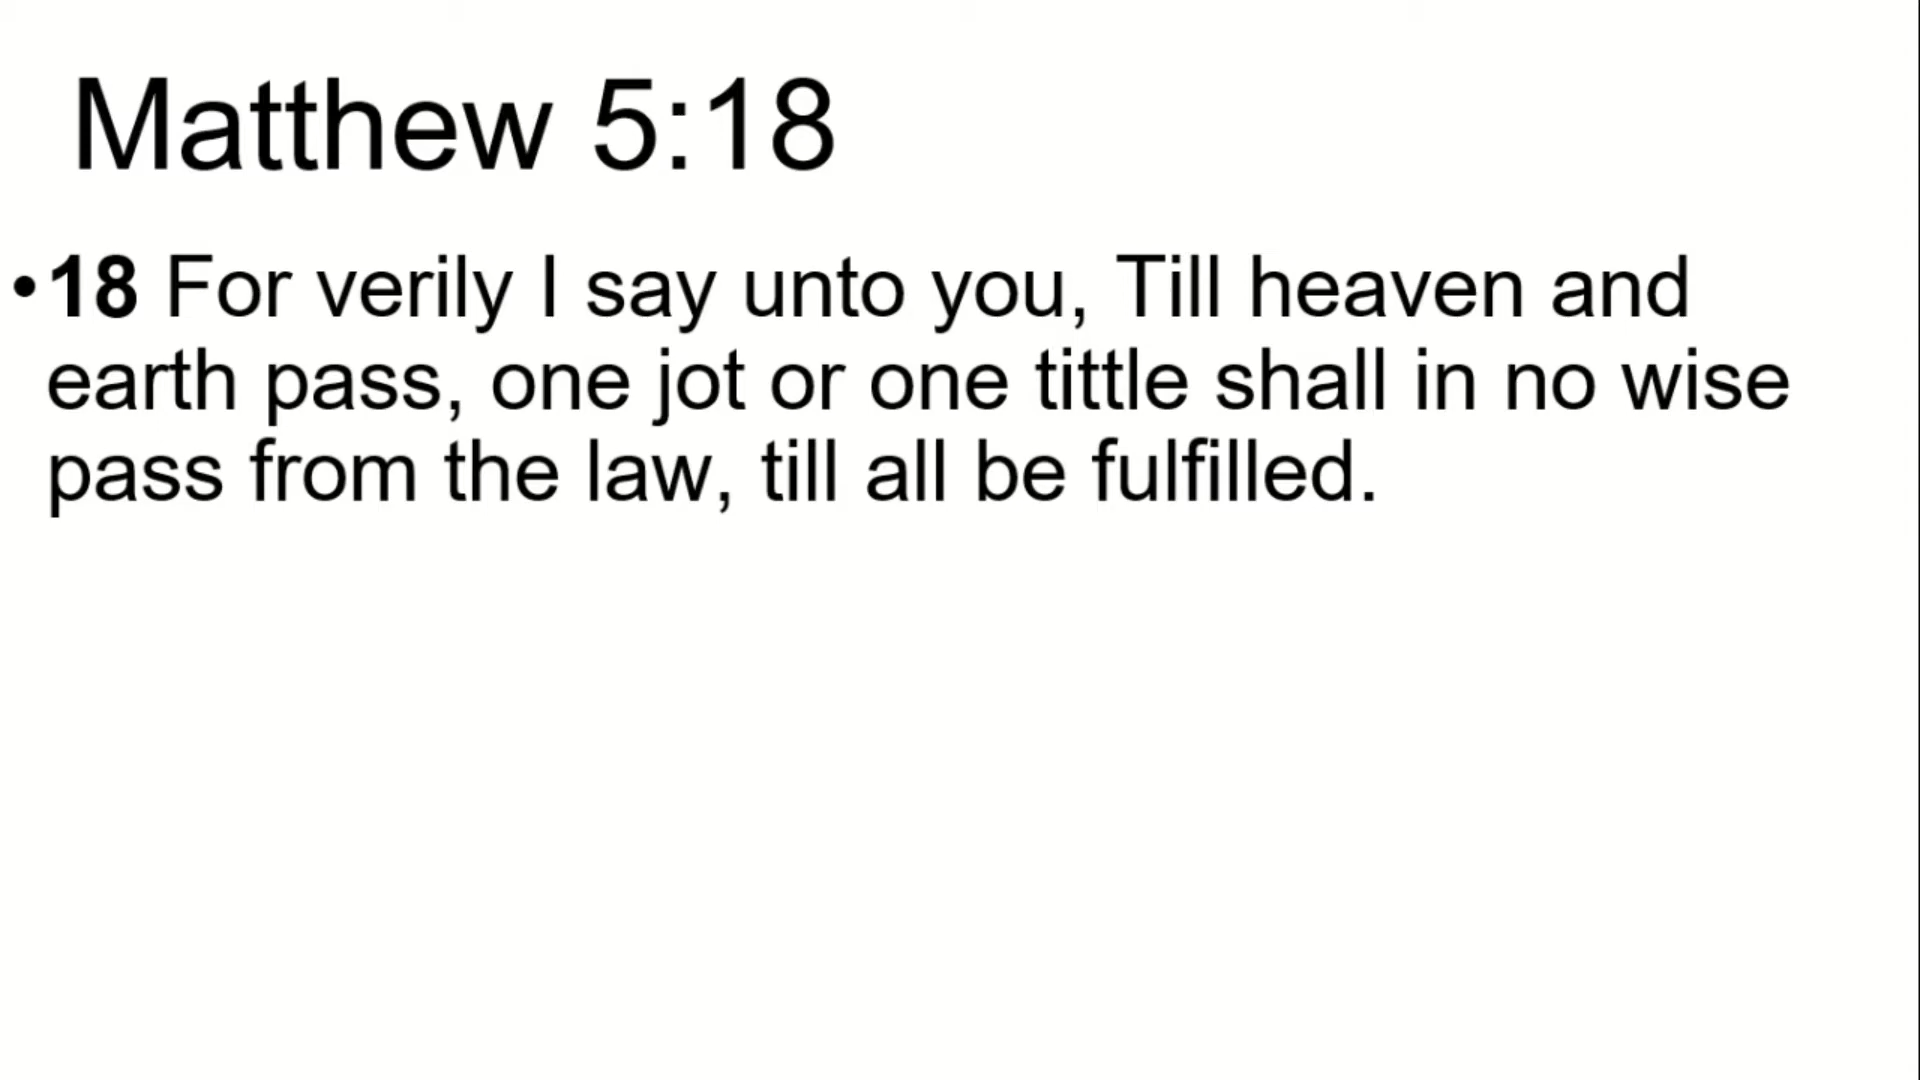 Matthew 5:18
•18 For verily I say unto you, Till heaven and
earth pass, one jot or one tittle shall in no wise
pass from the law, till all be fulfilled.